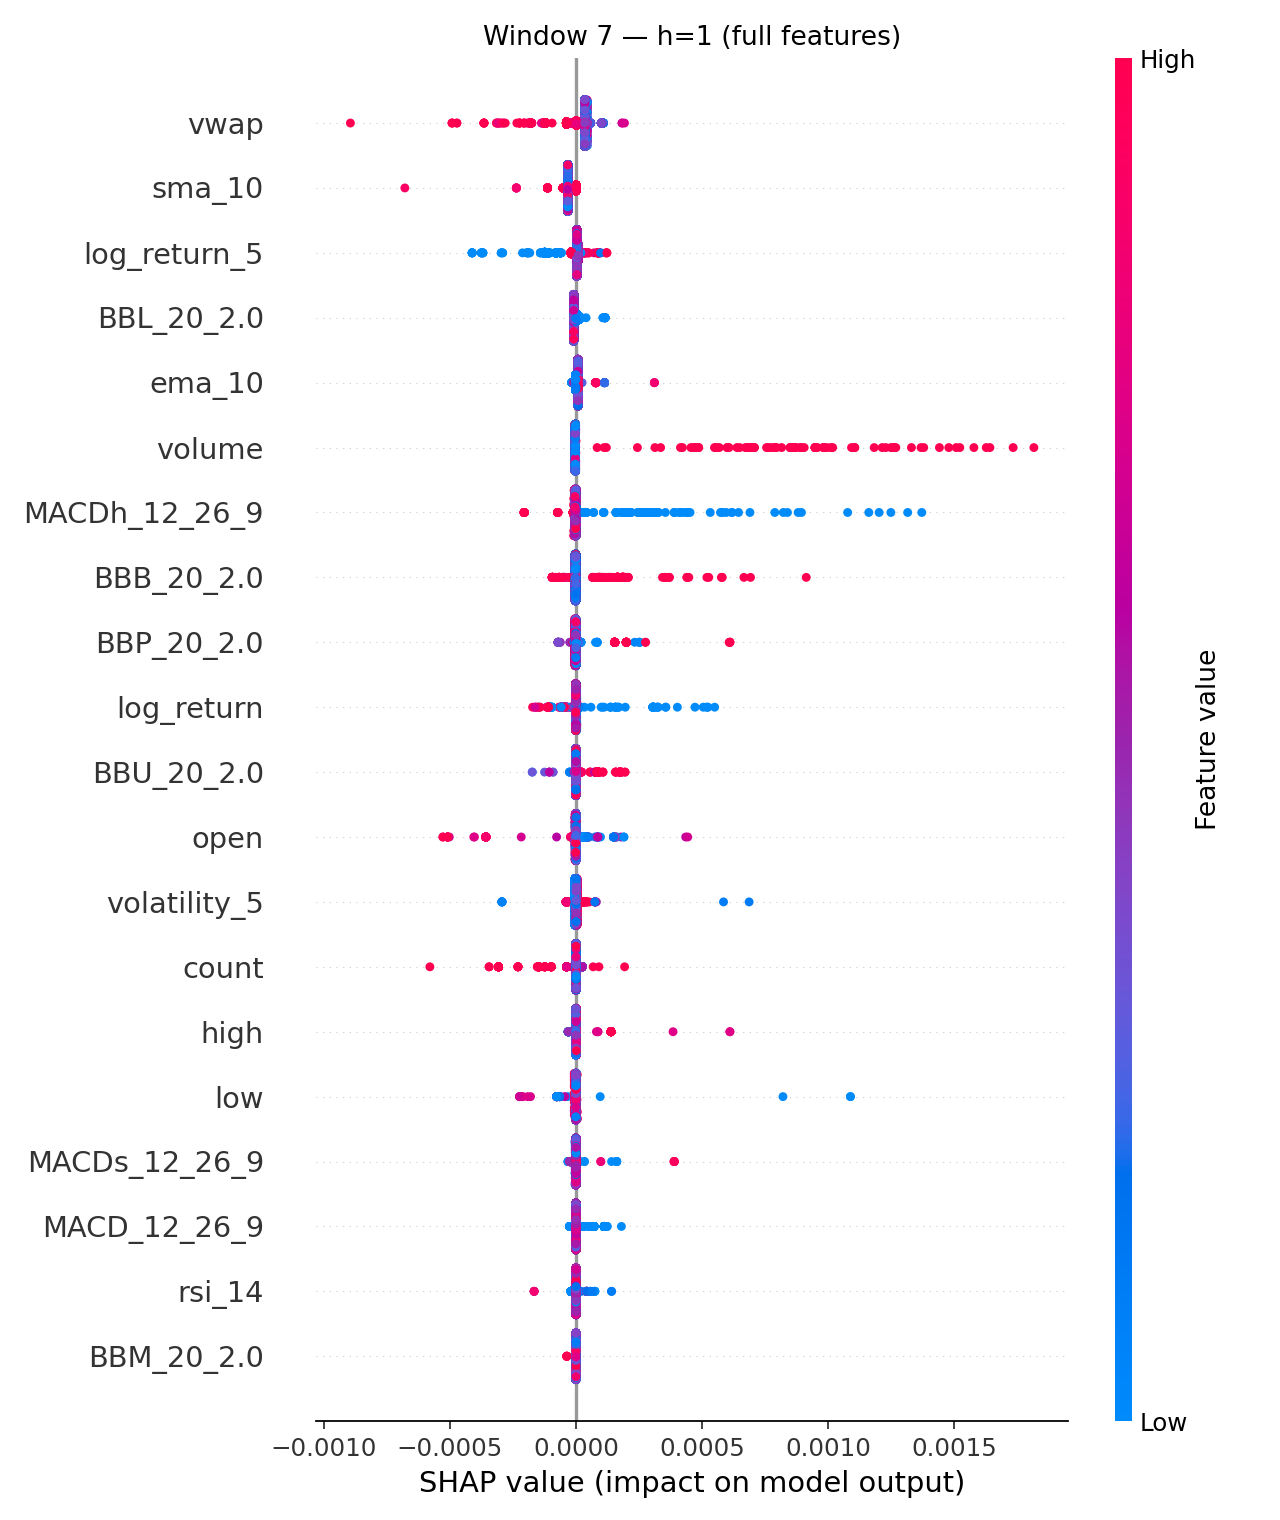 Window 7 — h=1 (full features)
High
vwap
sma_10
log_return_5
BBL_20_2.0
ema_10
volume
MACDh_12_26_9
BBB_20_2.0
BBP_20_2.0
log_return
BBU_20_2.0
open
volatility_5
count
high
low
MACDs_12_26_9
MACD_12_26_9
rsi_14
BBM_20_2.0
Feature value
Low
−0.0010 −0.0005 0.0000 0.0005 0.0010 0.0015
SHAP value (impact on model output)